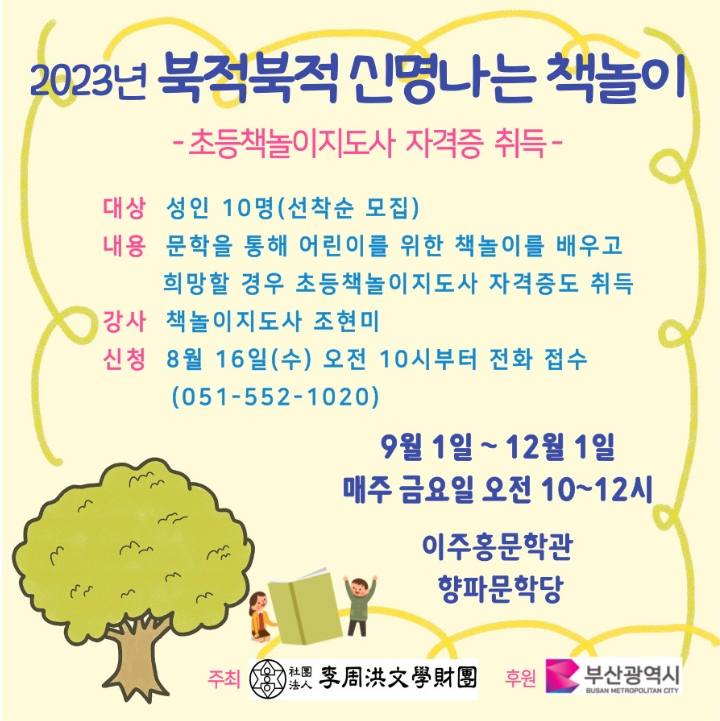 2023년 북적북적 신명나는 책놀이
- 초등책놀이지도사 자격증 취득 -
대상 성인 10명(선착순 모집)
내용 문학을 통해 어린이를 위한 책놀이를 배우고
희망할 경우 초등책놀이지도사 자격증도 취득
강사 책놀이지도사 조현미
신청 8월 16일(수) 오전 10시부터 전화 접수
(051-552-1020)
9월 1일 ~ 12월 1일
매주 금요일 오전 10~12시
이주홍문학관
향파문학당
주최 社團法人 李周洪文學財團 후원 부산광역시
BUSAN METROPOLITAN CITY